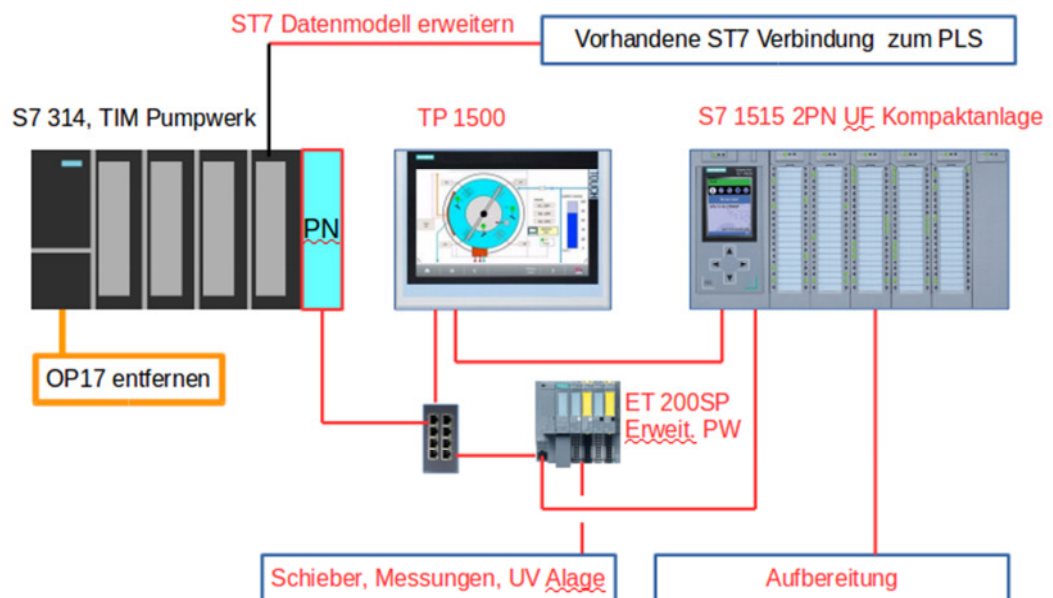 ST7 Datenmodell erweitern
Vorhandene ST7 Verbindung zum PLS
S7 314, TIM Pumpwerk
TP 1500
S7 1515 2PN UF Kompaktanlage
PN
TOUCH
OP17 entfernen
ET 200SP
Erweit. PW
Schieber, Messungen, UV Alage
Aufbereitung